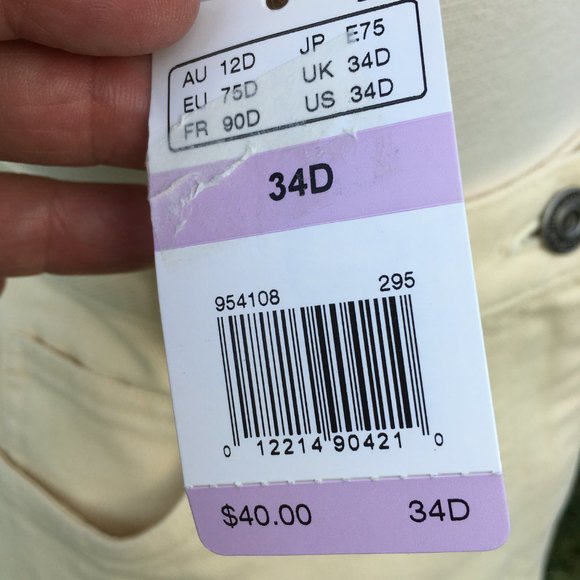 AU 12D JP E75
EU 75D UK 34D
FR 90D US 34D
34D
954108 295
0 12214 90421 0
$40.00 34D